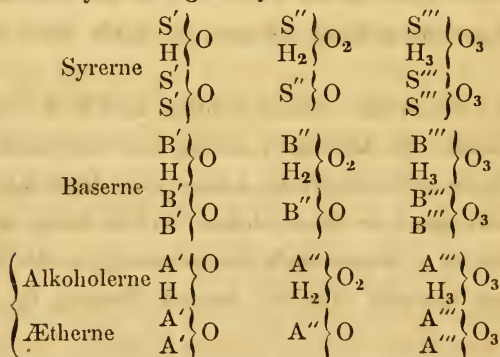 S′ S″ S‴
H } O H₂ } O₂ H₃ } O₃
Syrerne
S′ S‴
S′ } O S″ } O S‴ } O₃
B′ B″ B‴
H } O H₂ } O₂ H₃ } O₃
Baserne
B′ B‴
B′ } O B″ } O B‴ } O₃
A′ } O A″ A‴
{ Alkoholerne H H₂ } O₂ H₃ } O₃
Ætherne A′ A‴
A′ } O A″ } O A‴ } O₃